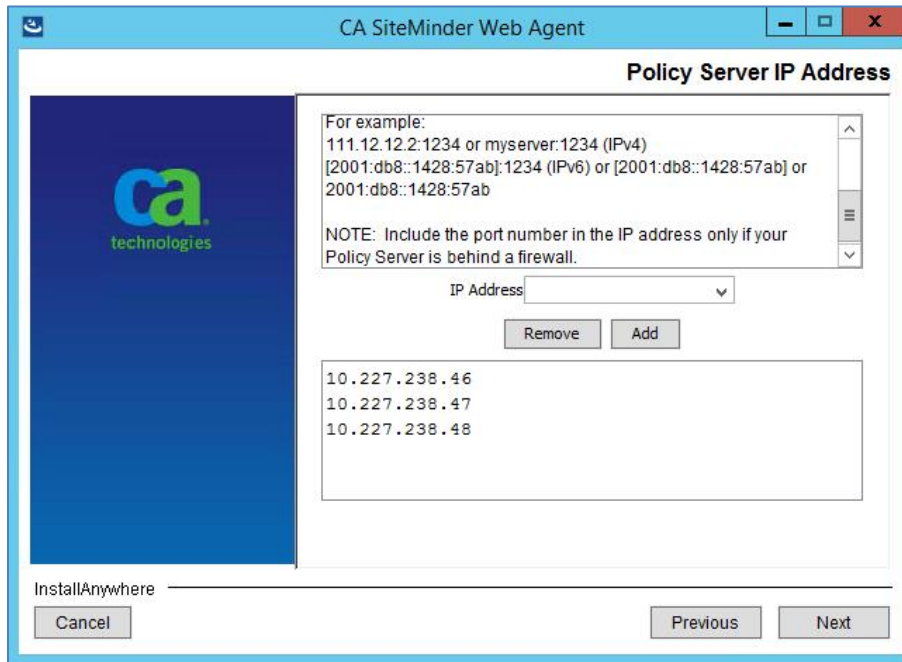 CA SiteMinder Web Agent
Policy Server IP Address
ca
technologies
For example:
111.12.12.2:1234 or myserver:1234 (IPv4)
[2001:db8::1428:57ab]:1234 (IPv6) or [2001:db8::1428:57ab] or
2001:db8::1428:57ab
NOTE: Include the port number in the IP address only if your
Policy Server is behind a firewall.
IP Address
Remove Add
10.227.238.46
10.227.238.47
10.227.238.48
InstallAnywhere
Cancel Previous Next